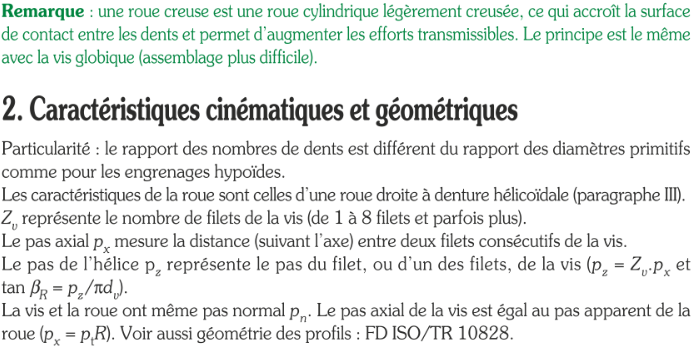 Remarque : une roue creuse est une roue cylindrique légèrement creusée, ce qui accroît la surface
de contact entre les dents et permet d'augmenter les efforts transmissibles. Le principe est le même
avec la vis globique (assemblage plus difficile).
2. Caractéristiques cinématiques et géométriques
Particularité : le rapport des nombres de dents est différent du rapport des diamètres primitifs
comme pour les engrenages hypoïdes.
Les caractéristiques de la roue sont celles d'une roue droite à denture hélicoïdale (paragraphe III).
Z_v représente le nombre de filets de la vis (de 1 à 8 filets et parfois plus).
Le pas axial p_x mesure la distance (suivant l'axe) entre deux filets consécutifs de la vis.
Le pas de l'hélice p_z représente le pas du filet, ou d'un des filets, de la vis (p_z = Z_v.p_x et
tan β_R = p_z/πd_v).
La vis et la roue ont même pas normal p_n. Le pas axial de la vis est égal au pas apparent de la
roue (p_x = p_tR). Voir aussi géométrie des profils : FD ISO/TR 10828.